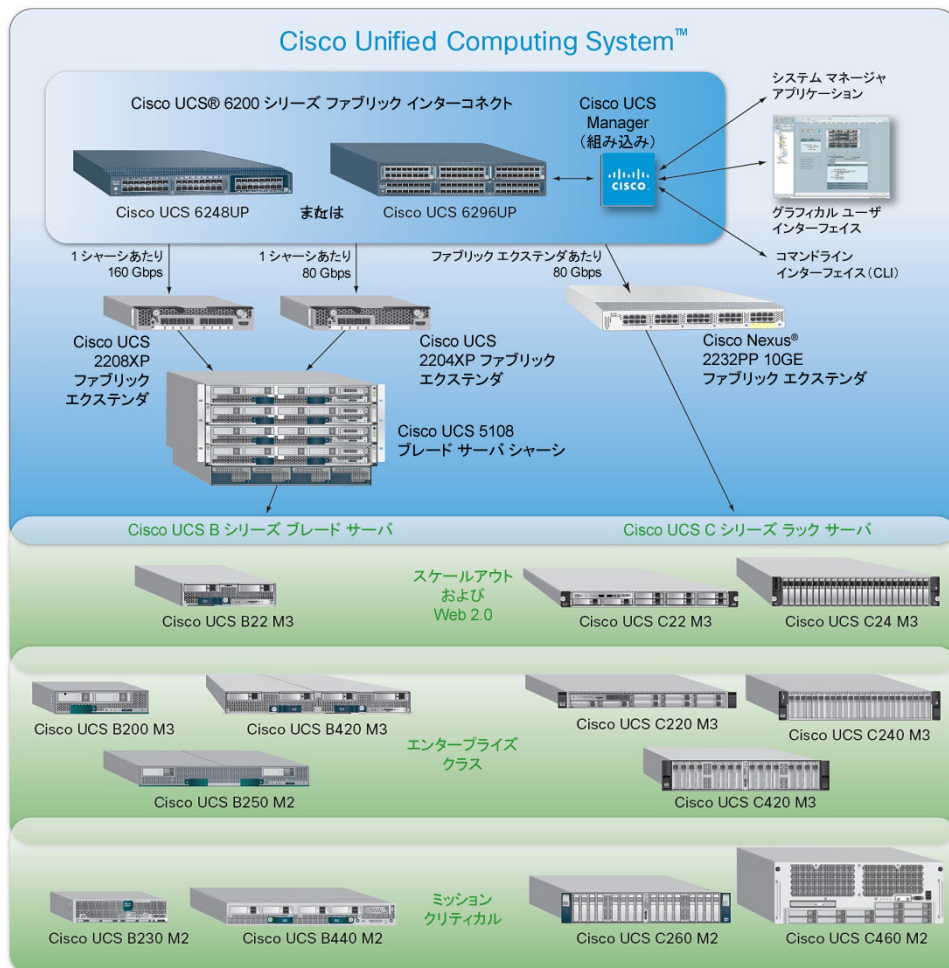 Cisco Unified Computing System™
Cisco UCS® 6200 シリーズ ファブリック インターコネクト
Cisco UCS
Manager
(組み込み)
CISCO
システム マネージャ
アプリケーション
Cisco UCS 6248UP
または
Cisco UCS 6296UP
グラフィカル ユーザ
インターフェイス
コマンドライン
インターフェイス(CLI)
1 シャーシあたり
160 Gbps
1 シャーシあたり
80 Gbps
ファブリック エクステンダあたり
80 Gbps
Cisco UCS
2208XP
ファブリック
エクステンダ
Cisco UCS
2204XP ファブリック
エクステンダ
Cisco Nexus®
2232PP 10GE
ファブリック エクステンダ
Cisco UCS 5108
ブレード サーバ シャーシ
Cisco UCS B シリーズ ブレード サーバ
Cisco UCS C シリーズ ラック サーバ
スケールアウト
および
Web 2.0
Cisco UCS B22 M3
Cisco UCS C22 M3
Cisco UCS C24 M3
Cisco UCS B200 M3
Cisco UCS B420 M3
エンタープライズ
クラス
Cisco UCS C220 M3
Cisco UCS C240 M3
Cisco UCS B250 M2
Cisco UCS C420 M3
ミッション
クリティカル
Cisco UCS B230 M2
Cisco UCS B440 M2
Cisco UCS C260 M2
Cisco UCS C460 M2